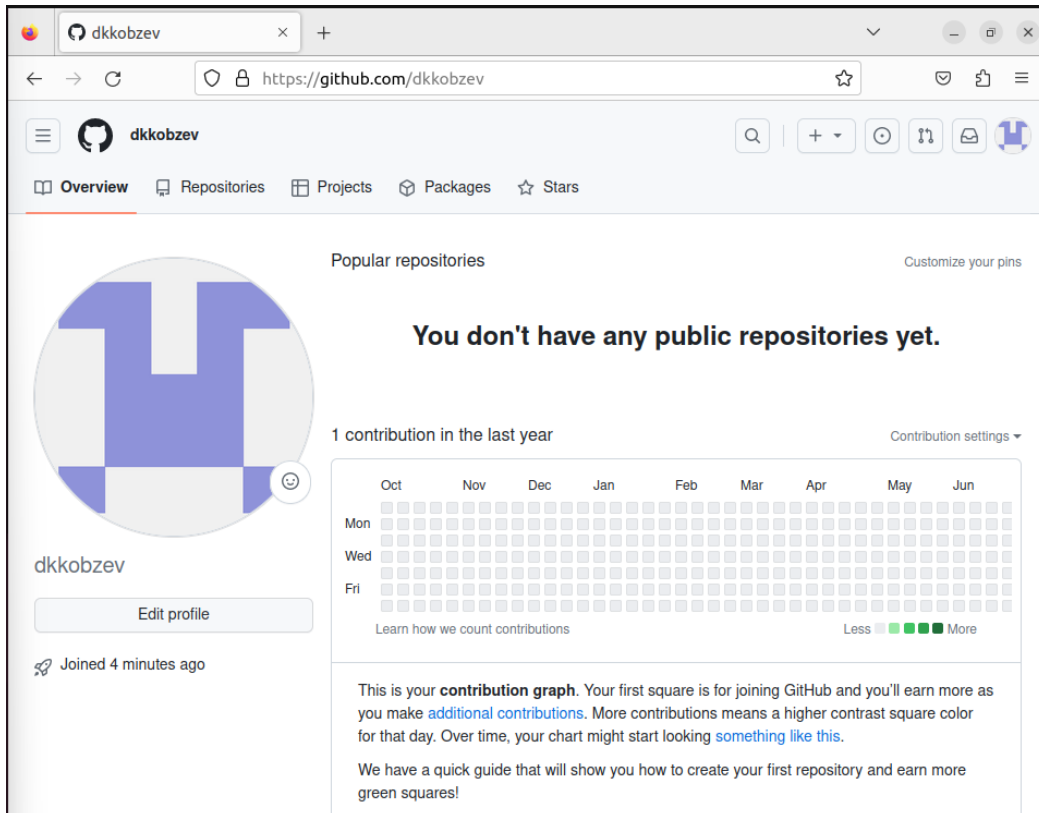 dkkobzev
https://github.com/dkkobzev
dkkobzev
Overview Repositories Projects Packages Stars
Popular repositories Customize your pins
You don't have any public repositories yet.
1 contribution in the last year Contribution settings
Oct Nov Dec Jan Feb Mar Apr May Jun
Mon
Wed
Fri
Learn how we count contributions Less More
dkkobzev
Edit profile
Joined 4 minutes ago
This is your contribution graph. Your first square is for joining GitHub and you'll earn more as
you make additional contributions. More contributions means a higher contrast square color
for that day. Over time, your chart might start looking something like this.
We have a quick guide that will show you how to create your first repository and earn more
green squares!